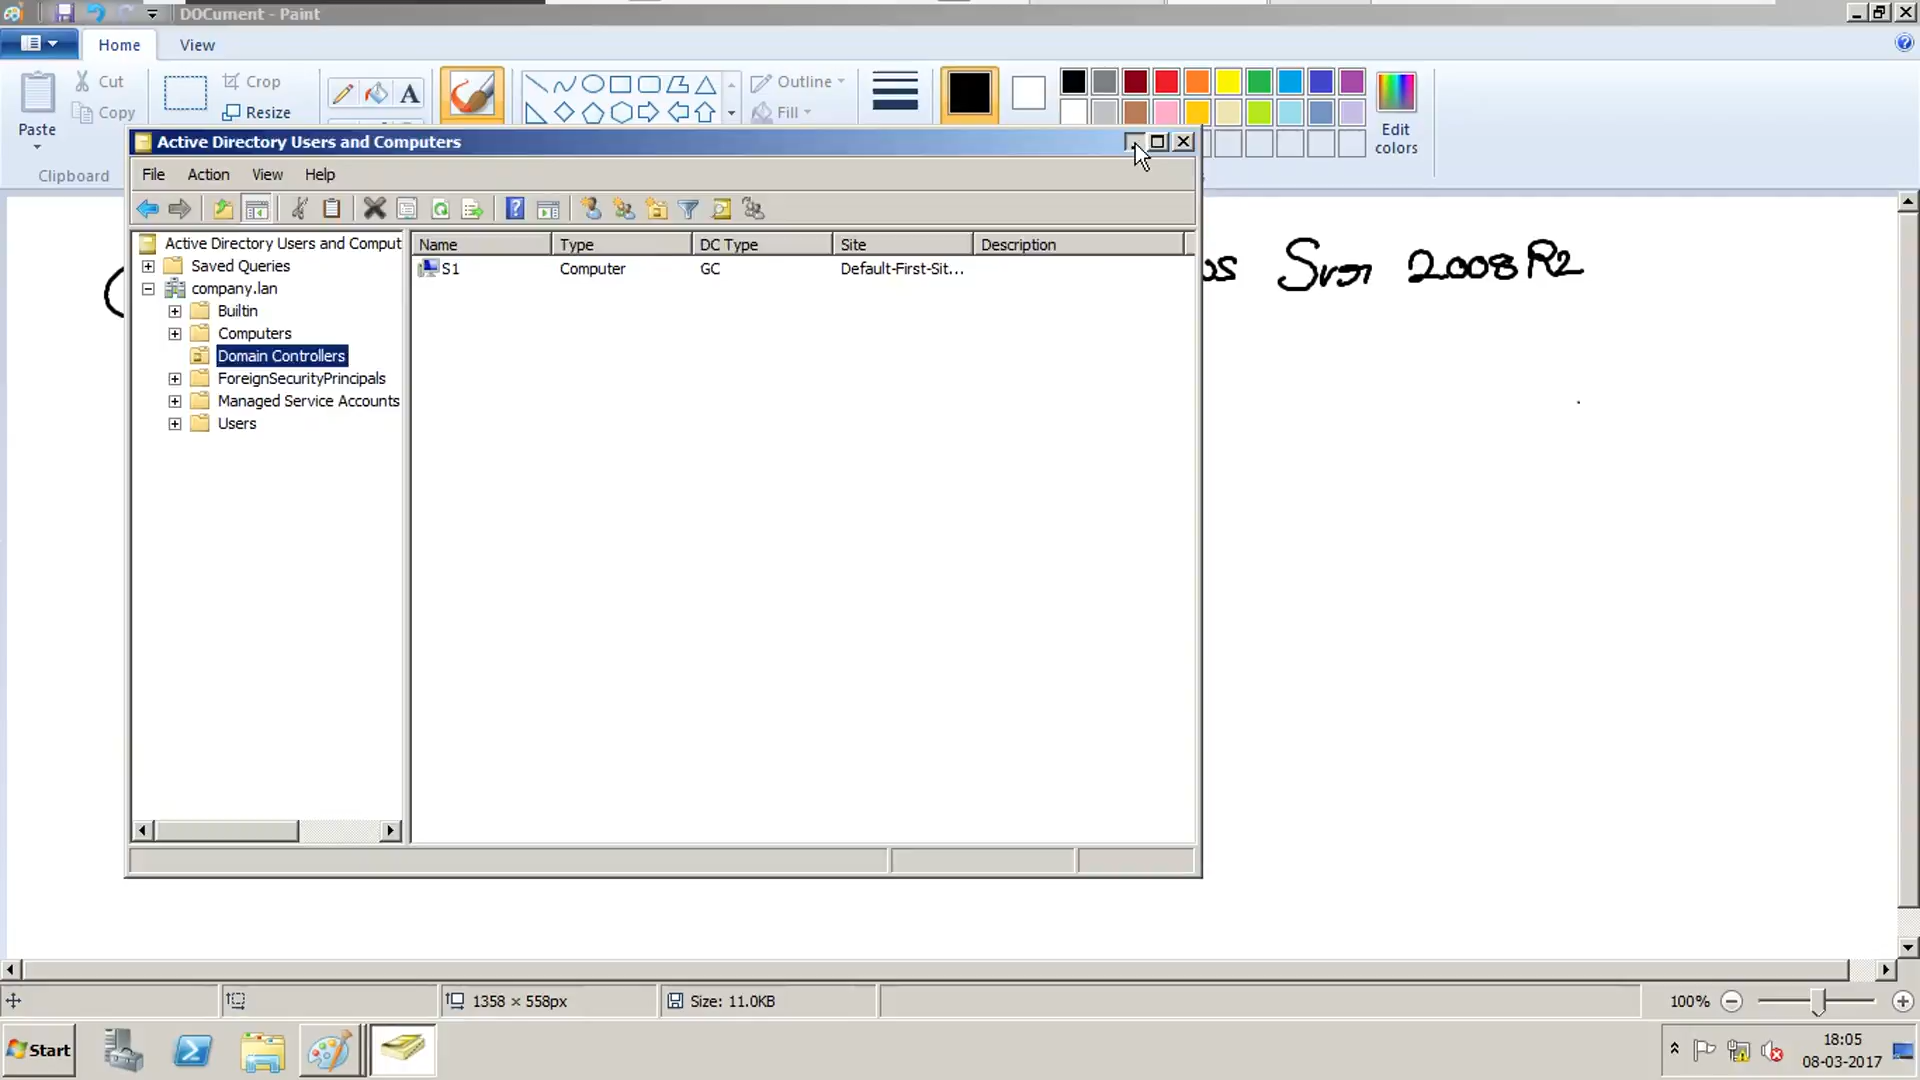 DOCument - Paint
Home View
Paste
Cut
Copy
Clipboard
Crop
Resize
A
Outline
Fill
Edit
colors
Active Directory Users and Computers
File Action View Help
Active Directory Users and Comput
Saved Queries
company.lan
Builtin
Computers
Domain Controllers
ForeignSecurityPrincipals
Managed Service Accounts
Users
Name Type DC Type Site Description
S1 Computer GC Default-First-Sit...
2008 R2
1358 × 558px
Size: 11.0KB
100%
Start
18:05
08-03-2017